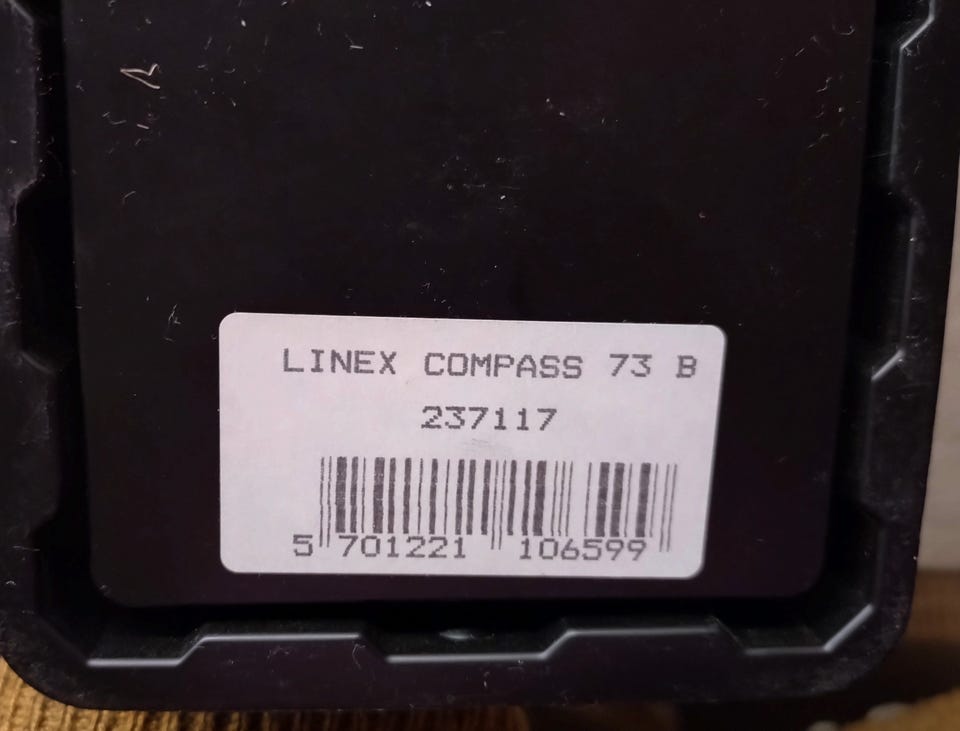 LINEX COMPASS 73 B
237117
5 701221 106599